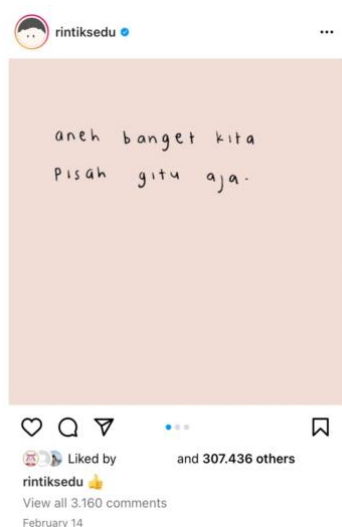 rintiksedu
aneh banget kita
pisah gitu aja.
Liked by and 307.436 others
rintiksedu 👍
View all 3.160 comments
February 14